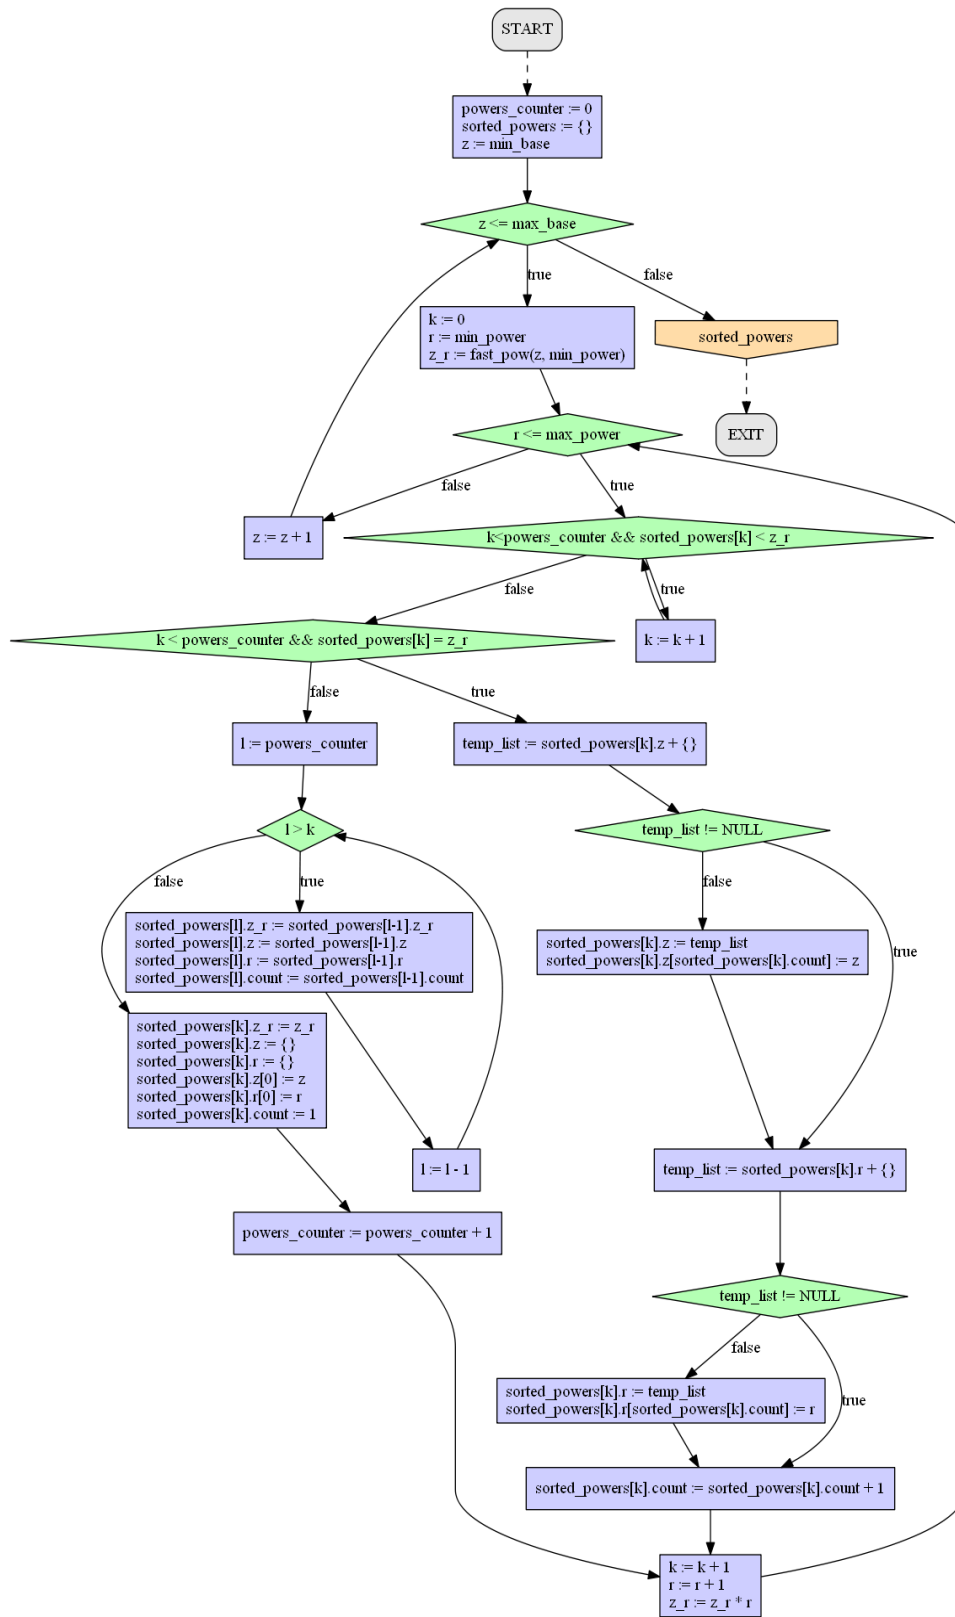 START
powers_counter := 0
sorted_powers := {}
z := min_base
z <= max_base
true
false
k := 0
r := min_power
z_r := fast_pow(z, min_power)
sorted_powers
r <= max_power
EXIT
false
true
z := z + 1
k<powers_counter && sorted_powers[k] < z_r
false
true
k < powers_counter && sorted_powers[k] = z_r
k := k + 1
false
true
l := powers_counter
temp_list := sorted_powers[k].z + {}
l > k
temp_list != NULL
false
true
false
sorted_powers[l].z_r := sorted_powers[l-1].z_r
sorted_powers[l].z := sorted_powers[l-1].z
sorted_powers[l].r := sorted_powers[l-1].r
sorted_powers[l].count := sorted_powers[l-1].count
sorted_powers[k].z := temp_list
sorted_powers[k].z[sorted_powers[k].count] := z
true
sorted_powers[k].z_r := z_r
sorted_powers[k].z := {}
sorted_powers[k].r := {}
sorted_powers[k].z[0] := z
sorted_powers[k].r[0] := r
sorted_powers[k].count := 1
l := l - 1
temp_list := sorted_powers[k].r + {}
powers_counter := powers_counter + 1
temp_list != NULL
false
sorted_powers[k].r := temp_list
sorted_powers[k].r[sorted_powers[k].count] := r
true
sorted_powers[k].count := sorted_powers[k].count + 1
k := k + 1
r := r + 1
z_r := z_r * r